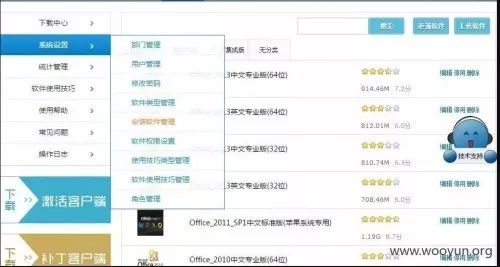 下载中心
系统设置
统计管理
软件使用技巧
使用帮助
常见问题
操作日志
下载
激活客户端
下载
补丁客户端
部门管理
用户管理
修改密码
软件类型管理
安装软件管理
软件权限设置
使用技巧类型管理
软件使用技巧管理
角色管理
搜索
上传软件
集成版
无分类
13中文专业版(64位)
914.46M 7.2分
编辑 停用 删除
13英文专业版(64位)
812.01M 6.0分
编辑 停用 删除
13中文专业版(32位)
810.74M 6.3分
13英文专业版(32位)
708.46M 8.0分
编辑 停用 删除
技术支持
Office_2011_SP1中文标准版(苹果系统专用)
1.19G 8.7分
编辑 停用 删除
Office_2010中文专业版(64位)
编辑 停用 删除
www.wooyun.org